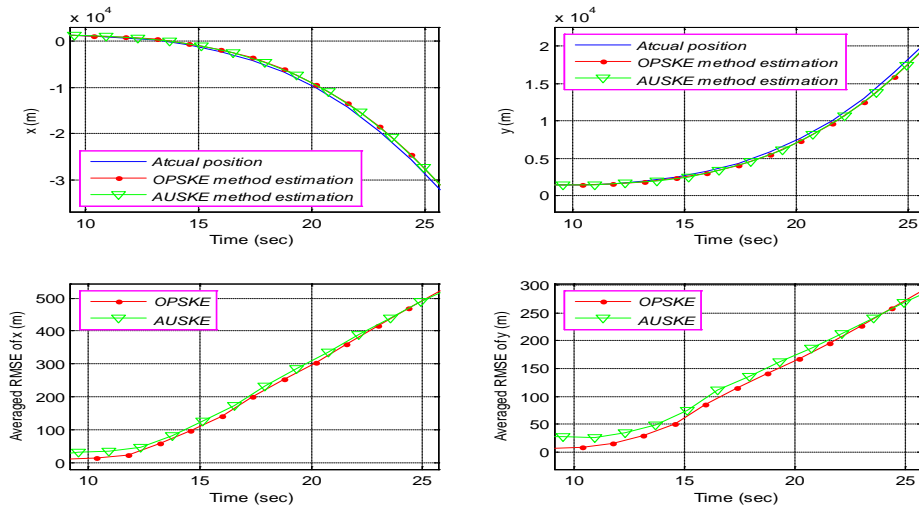 x 10^4
0
-1
-2
-3
x (m)
Atcual position
OPSKE method estimation
AUSKE method estimation
10 15 20 25
Time (sec)
x 10^4
2
1.5
1
0.5
0
y (m)
Atcual position
OPSKE method estimation
AUSKE method estimation
10 15 20 25
Time (sec)
500
400
300
200
100
0
Averaged RMSE of x (m)
OPSKE
AUSKE
10 15 20 25
Time (sec)
300
250
200
150
100
50
0
Averaged RMSE of y (m)
OPSKE
AUSKE
10 15 20 25
Time (sec)